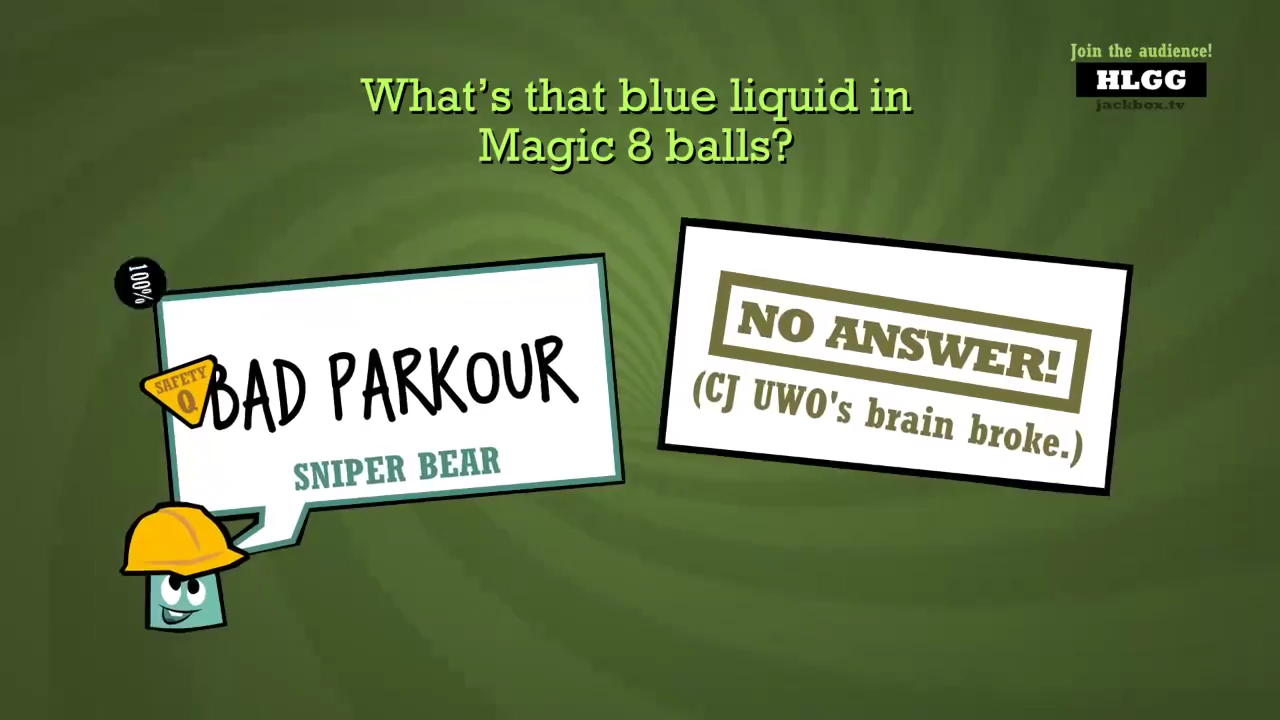 Join the audience!
HLGG
jackbox.tv
What's that blue liquid in
Magic 8 balls?
100%
SAFETY
Q
BAD PARKOUR
SNIPER BEAR
NO ANSWER!
(CJ UWO's brain broke.)